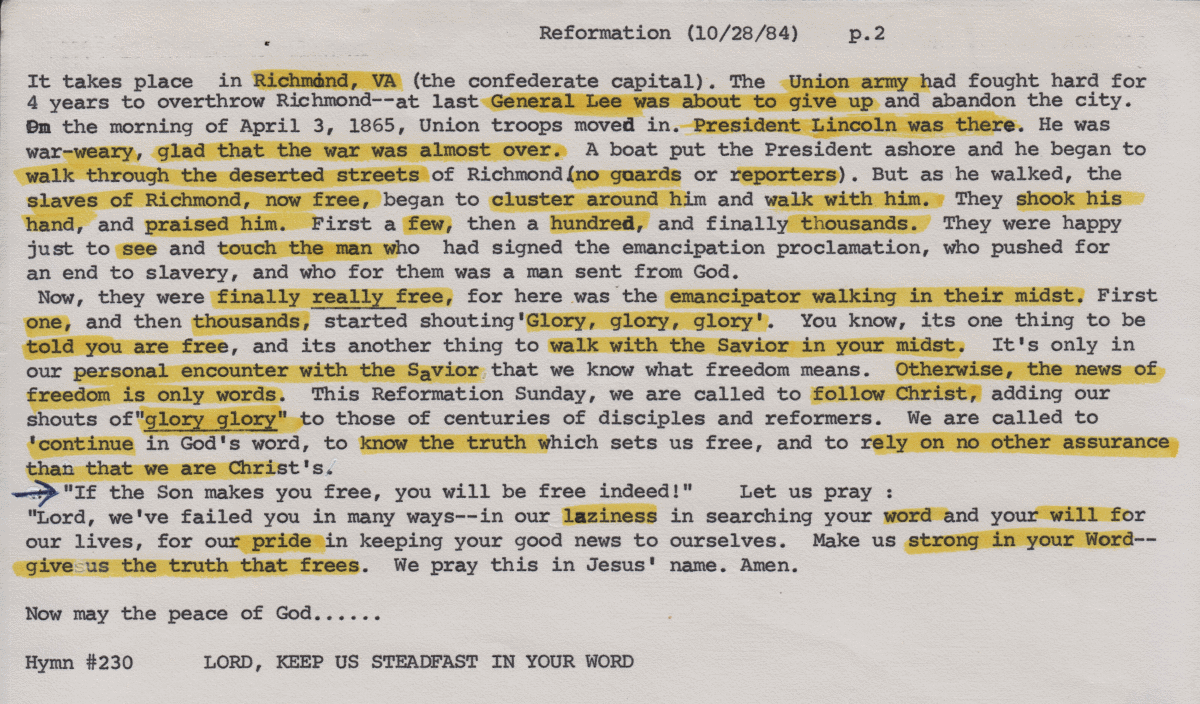 Reformation (10/28/84) p.2
It takes place in Richmond, VA (the confederate capital). The Union army had fought hard for
4 years to overthrow Richmond--at last General Lee was about to give up and abandon the city.
Om the morning of April 3, 1865, Union troops moved in. President Lincoln was there. He was
war-weary, glad that the war was almost over. A boat put the President ashore and he began to
walk through the deserted streets of Richmond(no guards or reporters). But as he walked, the
slaves of Richmond, now free, began to cluster around him and walk with him. They shook his
hand, and praised him. First a few, then a hundred, and finally thousands. They were happy
just to see and touch the man who had signed the emancipation proclamation, who pushed for
an end to slavery, and who for them was a man sent from God.
Now, they were finally really free, for here was the emancipator walking in their midst. First
one, and then thousands, started shouting'Glory, glory, glory'. You know, its one thing to be
told you are free, and its another thing to walk with the Savior in your midst. It's only in
our personal encounter with the Savior that we know what freedom means. Otherwise, the news of
freedom is only words. This Reformation Sunday, we are called to follow Christ, adding our
shouts of"glory glory" to those of centuries of disciples and reformers. We are called to
'continue in God's word, to know the truth which sets us free, and to rely on no other assurance
than that we are Christ's.
"If the Son makes you free, you will be free indeed!" Let us pray :
"Lord, we've failed you in many ways--in our laziness in searching your word and your will for
our lives, for our pride in keeping your good news to ourselves. Make us strong in your Word--
give us the truth that frees. We pray this in Jesus' name. Amen.
Now may the peace of God......
Hymn #230 LORD, KEEP US STEADFAST IN YOUR WORD